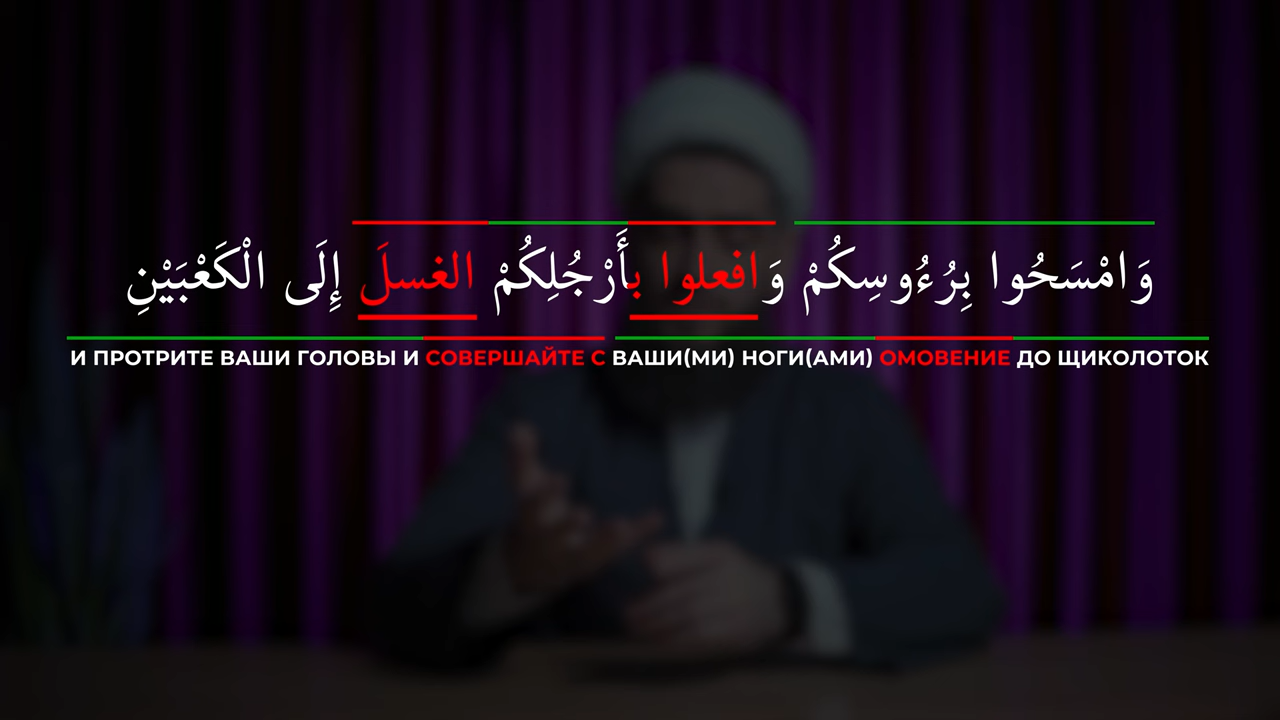 وَامْسَحُوا بِرُءُوسِكُمْ وَافعلوا بأَرْجُلِكُمْ الغسلَ إِلَى الْكَعْبَيْنِ
И ПРОТРИТЕ ВАШИ ГОЛОВЫ И СОВЕРШАЙТЕ С ВАШИ(МИ) НОГИ(АМИ) ОМОВЕНИЕ ДО ЩИКОЛОТОК